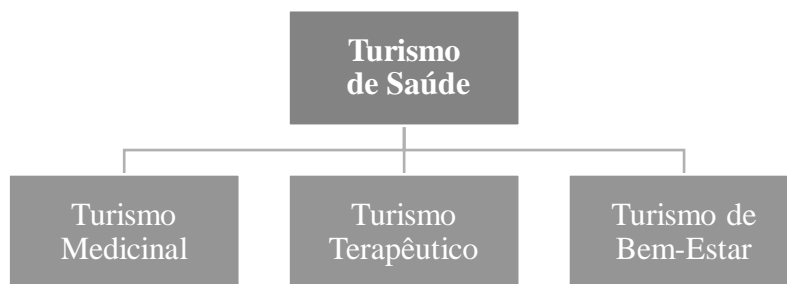 Turismo
de Saúde
Turismo
Medicinal
Turismo
Terapêutico
Turismo de
Bem-Estar